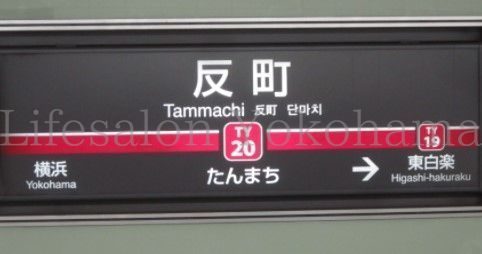 反町
Tammachi 反町 단마치
Lifesalon Yokohama
TY
20
TY
19
横浜
Yokohama
たんまち
東白楽
Higashi-hakuraku